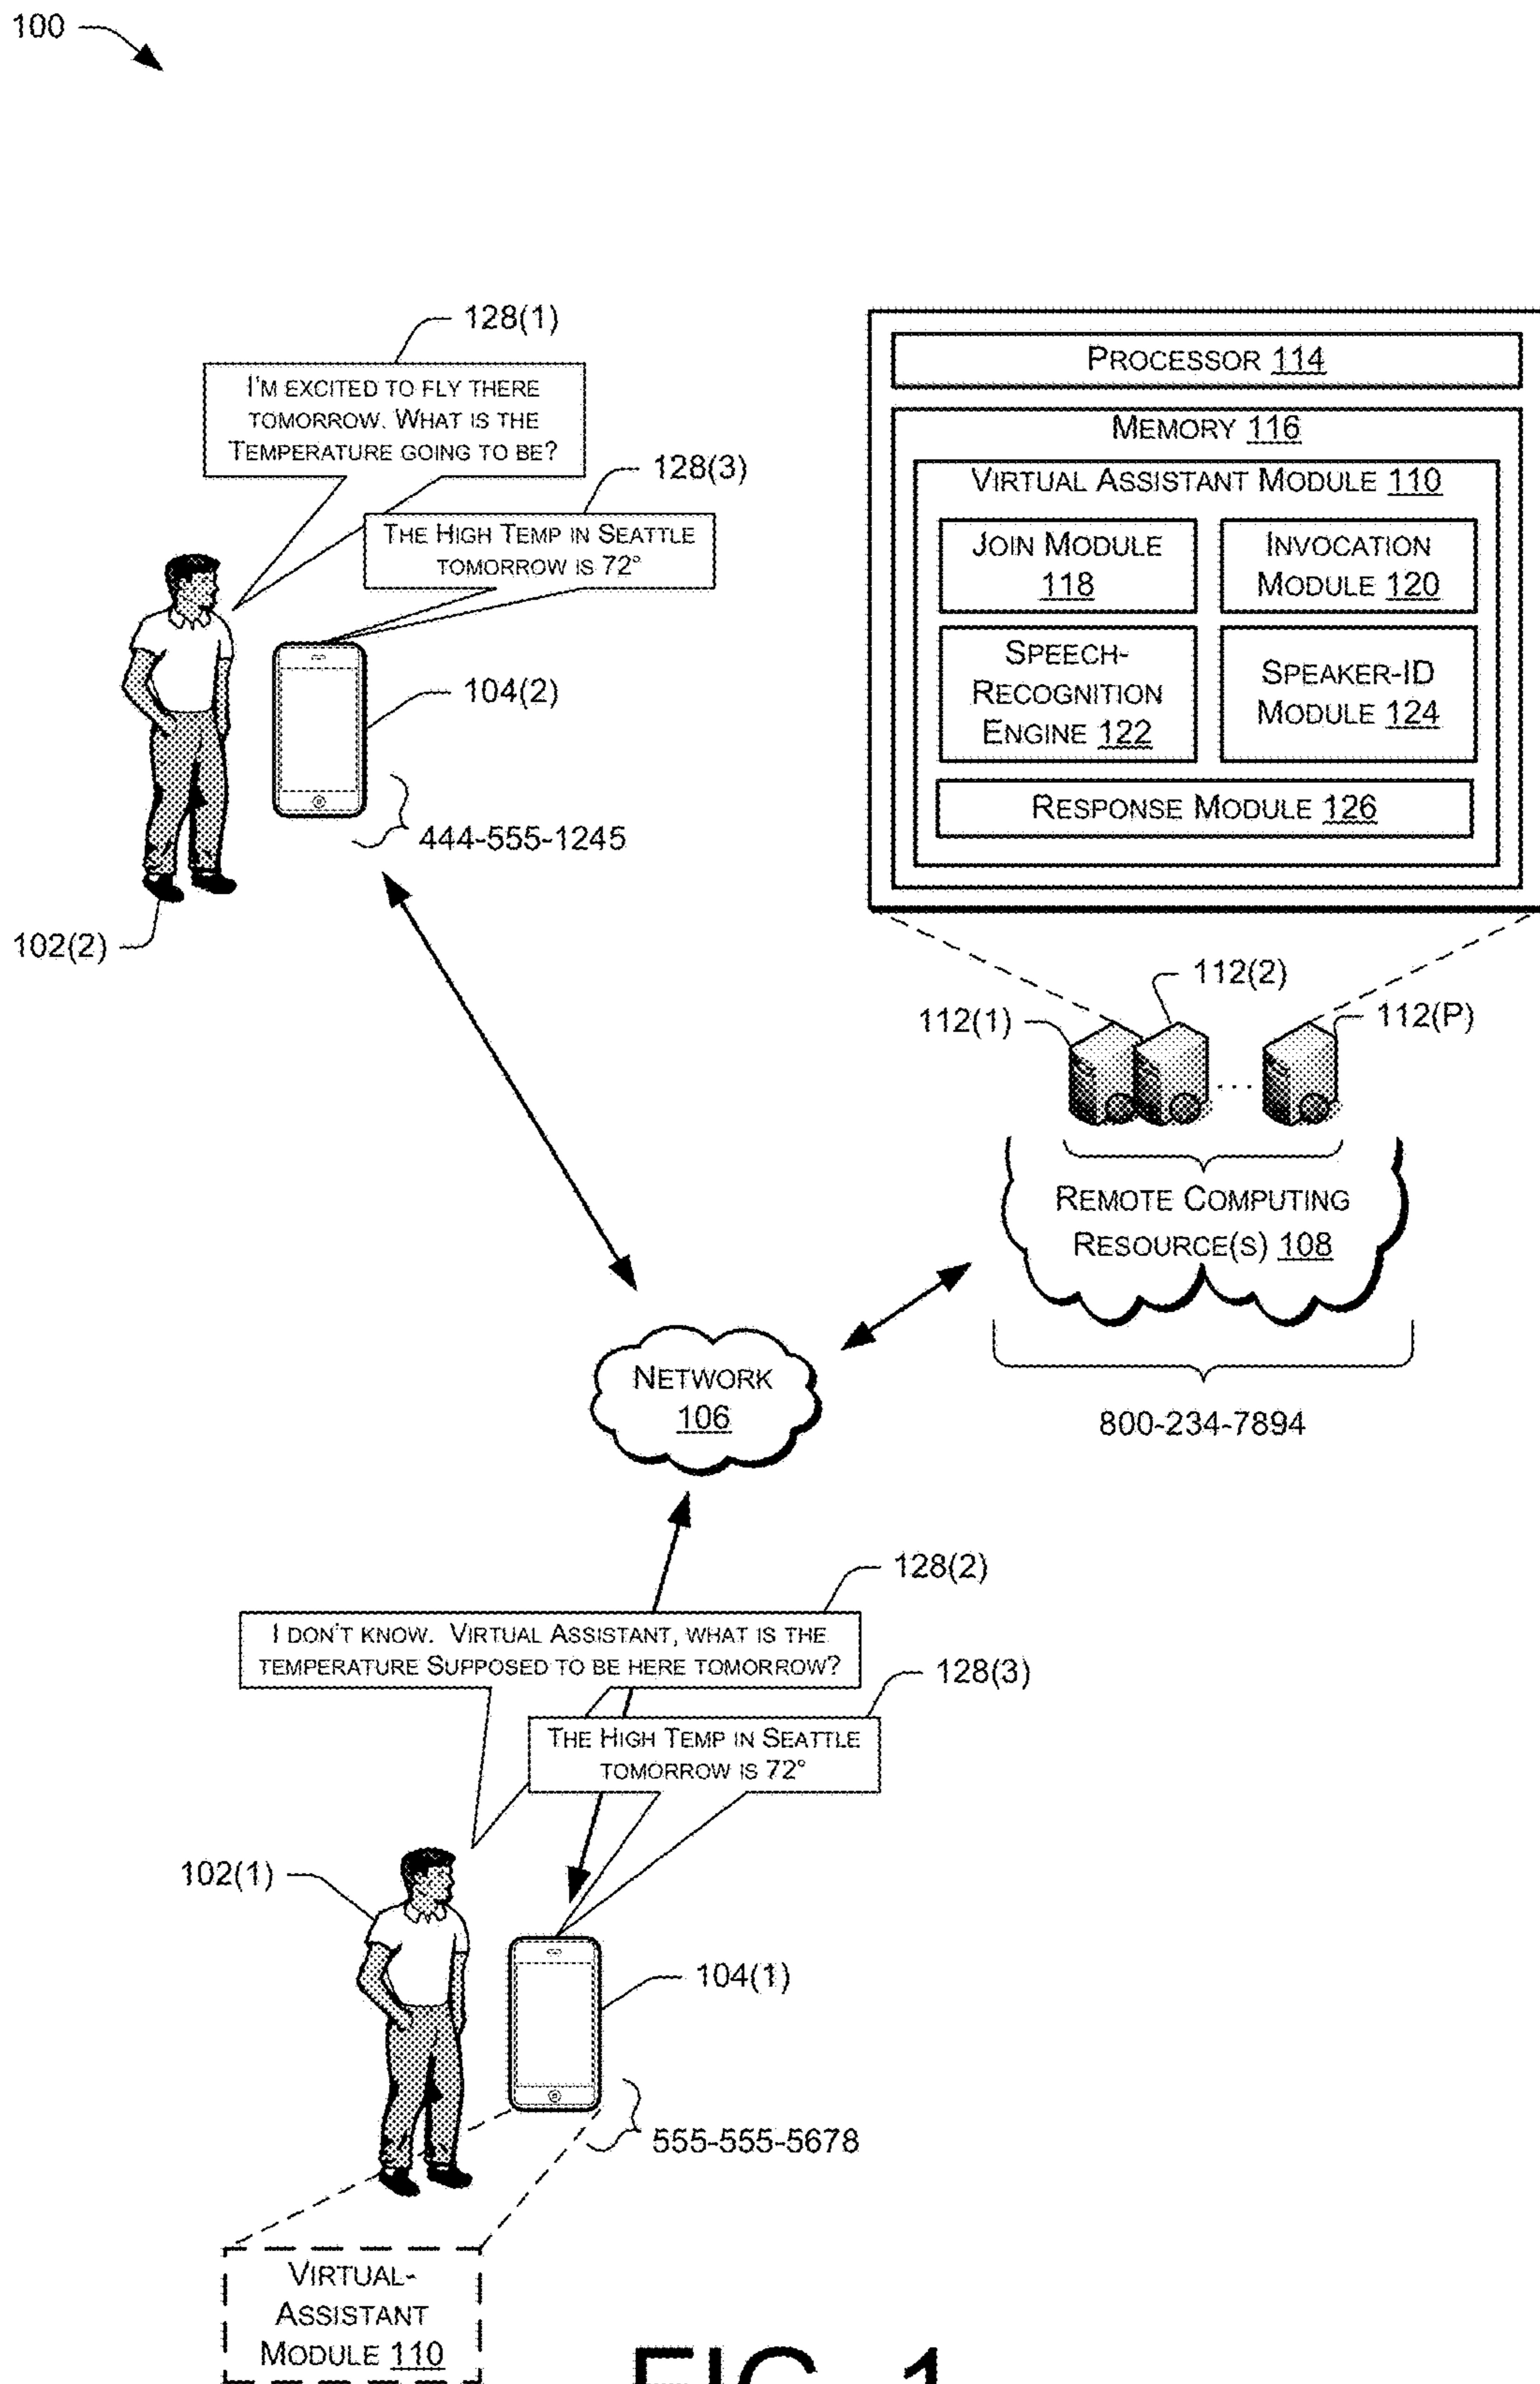 100
128(1)
I'M EXCITED TO FLY THERE
TOMORROW. WHAT IS THE
TEMPERATURE GOING TO BE?
128(3)
THE HIGH TEMP IN SEATTLE
TOMORROW IS 72°
104(2)
444-555-1245
102(2)
PROCESSOR 114
MEMORY 116
VIRTUAL ASSISTANT MODULE 110
JOIN MODULE
118
INVOCATION
MODULE 120
SPEECH-
RECOGNITION
ENGINE 122
SPEAKER-ID
MODULE 124
RESPONSE MODULE 126
112(1)
112(2)
...
112(P)
REMOTE COMPUTING
RESOURCE(S) 108
800-234-7894
NETWORK
106
128(2)
I DON'T KNOW. VIRTUAL ASSISTANT, WHAT IS THE
TEMPERATURE SUPPOSED TO BE HERE TOMORROW?
128(3)
THE HIGH TEMP IN SEATTLE
TOMORROW IS 72°
102(1)
104(1)
555-555-5678
VIRTUAL-
ASSISTANT
MODULE 110
FIG. 1